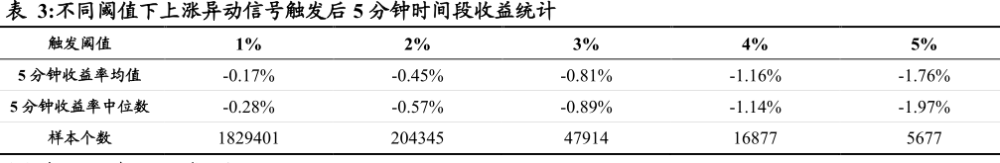 表 3:不同阈值下上涨异动信号触发后 5 分钟时间段收益统计
触发阈值 1% 2% 3% 4% 5%
5 分钟收益率均值 -0.17% -0.45% -0.81% -1.16% -1.76%
5 分钟收益率中位数 -0.28% -0.57% -0.89% -1.14% -1.97%
样本个数 1829401 204345 47914 16877 5677